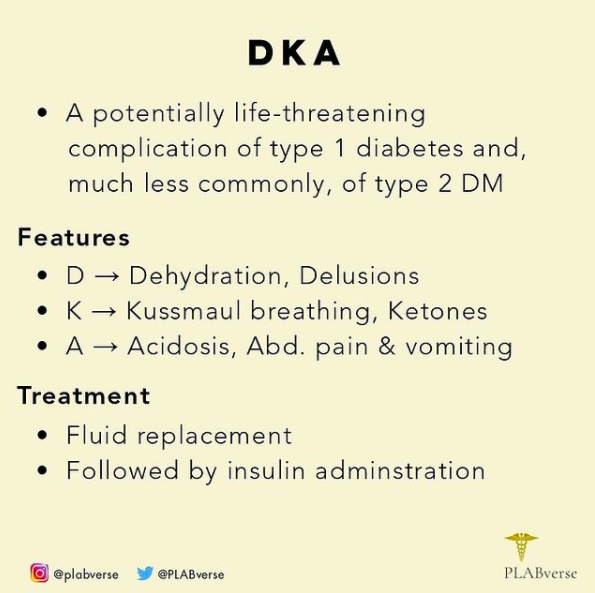 DKA
• A potentially life-threatening
complication of type 1 diabetes and,
much less commonly, of type 2 DM
Features
• D → Dehydration, Delusions
• K → Kussmaul breathing, Ketones
• A → Acidosis, Abd. pain & vomiting
Treatment
• Fluid replacement
• Followed by insulin adminstration
@plabverse @PLABverse
PLABverse